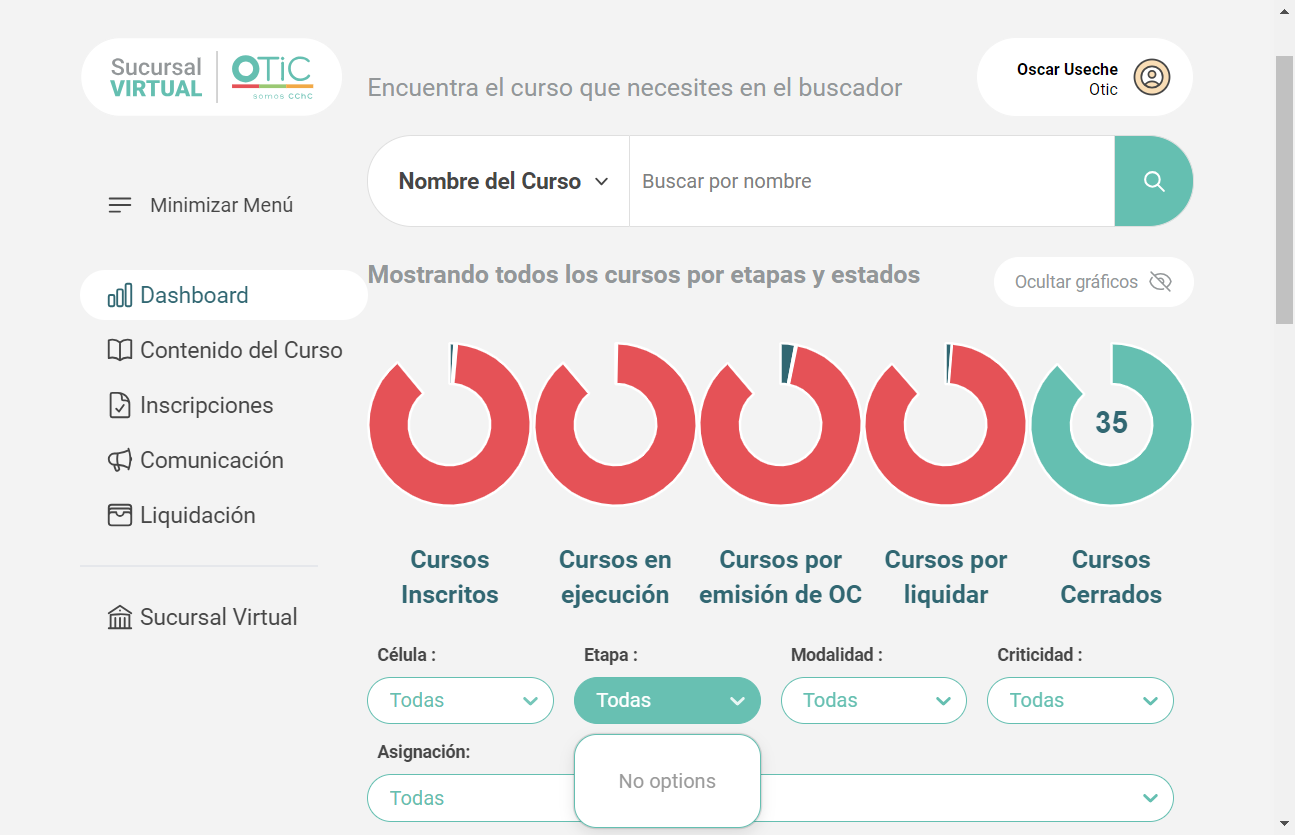 Sucursal
VIRTUAL
OTiC
somos CChC
Encuentra el curso que necesites en el buscador
Oscar Useche
Otic
Nombre del Curso
Buscar por nombre
Minimizar Menú
Mostrando todos los cursos por etapas y estados
Ocultar gráficos
Dashboard
Contenido del Curso
Inscripciones
Comunicación
Liquidación
Sucursal Virtual
35
Cursos
Inscritos
Cursos en
ejecución
Cursos por
emisión de OC
Cursos por
liquidar
Cursos
Cerrados
Célula :
Etapa :
Modalidad :
Criticidad :
Todas
Todas
Todas
Todas
Asignación:
Todas
No options